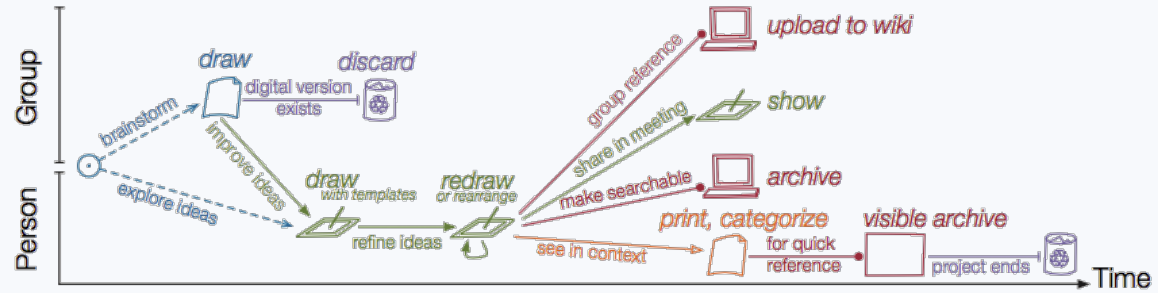 Group
Person
brainstorm
explore ideas
draw
digital version
exists
discard
improve ideas
draw
with templates
refine ideas
redraw
or rearrange
group reference
upload to wiki
share in meeting
show
make searchable
archive
see in context
print, categorize
for quick
reference
visible archive
project ends
Time